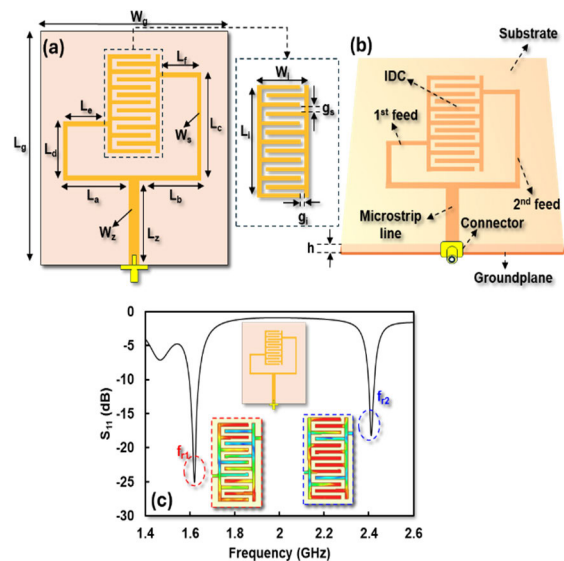 W_g
(a)
L_f
L_e
L_c
W_s
L_g
L_d
L_a
L_b
W_z
L_z
W_i
g_s
L_i
g_i
(b)
Substrate
IDC
1st feed
2nd feed
Microstrip
line
Connector
h
Groundplane
0
-5
-10
-15
-20
-25
-30
S11 (dB)
f_r1
f_r2
(c)
1.4
1.6
1.8
2
2.2
2.4
2.6
Frequency (GHz)